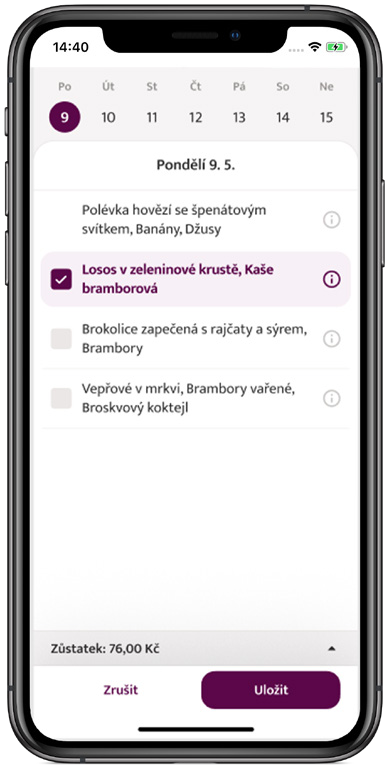 14:40
Po Út St Čt Pá So Ne
9 10 11 12 13 14 15
Pondělí 9. 5.
Polévka hovězí se špenátovým
svítkem, Banány, Džusy
Losos v zeleninové krustě, Kaše
bramborová
Brokolice zapečená s rajčaty a sýrem,
Brambory
Vepřové v mrkvi, Brambory vařené,
Broskvový koktejl
Zůstatek: 76,00 Kč
Zrušit Uložit